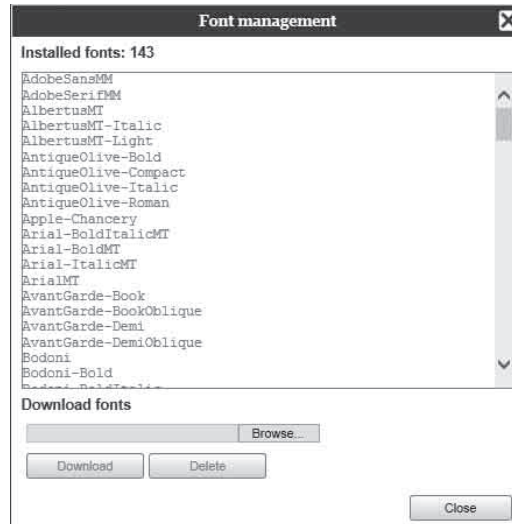 Font management
Installed fonts: 143
AdobeSansMM
AdobeSerifMM
AlbertusMT
AlbertusMT-Italic
AlbertusMT-Light
AntiqueOlive-Bold
AntiqueOlive-Compact
AntiqueOlive-Italic
AntiqueOlive-Roman
Apple-Chancery
Arial-BoldItalicMT
Arial-BoldMT
Arial-ItalicMT
ArialMT
AvantGarde-Book
AvantGarde-BookOblique
AvantGarde-Demi
AvantGarde-DemiOblique
Bodoni
Bodoni-Bold
Bodoni-BoldItalic
Download fonts
Browse...
Download Delete
Close